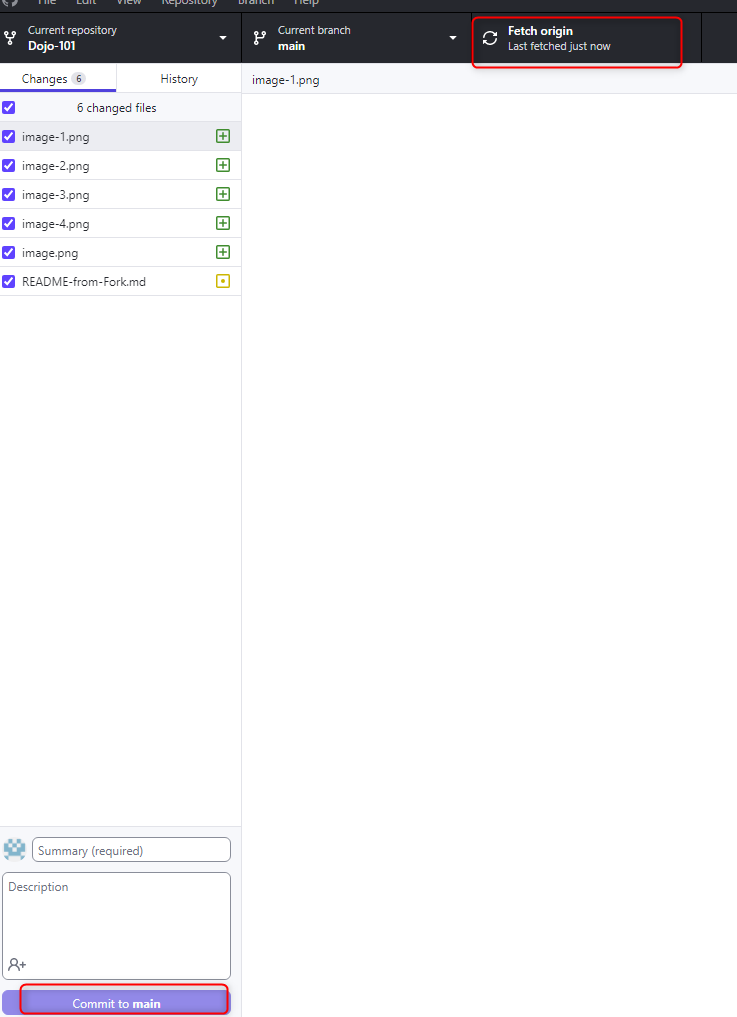 File Edit View Repository Branch Help
Current repository
Dojo-101
Current branch
main
Fetch origin
Last fetched just now
Changes 6
History
image-1.png
6 changed files
image-1.png
image-2.png
image-3.png
image-4.png
image.png
README-from-Fork.md
Summary (required)
Description
Commit to main